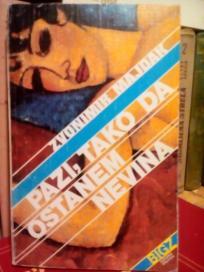 ZVONIMIR MAJDAK
PAZI, TAKO DA
OSTANEM
NEVINA
BIGZ